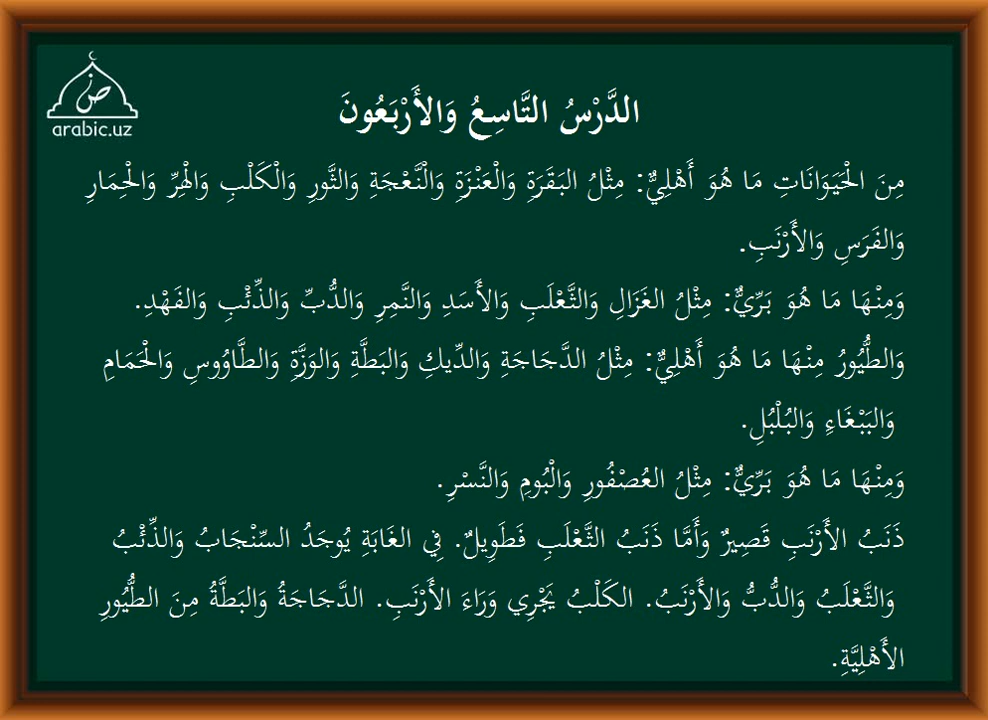 ض
arabic.uz
الدَّرْسُ التَّاسِعُ وَالأَرْبَعُونَ
مِنَ الْحَيَوَانَاتِ مَا هُوَ أَهْلِيٌّ: مِثْلُ البَقَرَةِ وَالْعَنْزَةِ وَالْنَّعْجَةِ وَالثَّورِ وَالْكَلْبِ وَالْهِرِّ وَالْحِمَارِ
وَالفَرَسِ وَالأَرْنَبِ.
وَمِنْهَا مَا هُوَ بَرِّيٌّ: مِثْلُ الغَزَالِ وَالثَّعْلَبِ وَالأَسَدِ وَالنَّمِرِ وَالدُّبِّ وَالذِّئْبِ وَالفَهْدِ.
وَالطُّيُورُ مِنْهَا مَا هُوَ أَهْلِيٌّ: مِثْلُ الدَّجَاجَةِ وَالدِّيكِ وَالبَطَّةِ وَالوَزَّةِ وَالطَّاوُوسِ وَالْحَمَامِ
وَالبَبْغَاءِ وَالبُلْبُلِ.
وَمِنْهَا مَا هُوَ بَرِّيٌّ: مِثْلُ العُصْفُورِ وَالْبُومِ وَالنَّسْرِ.
ذَنَبُ الأَرْنَبِ قَصِيرٌ وَأَمَّا ذَنَبُ الثَّعْلَبِ فَطَوِيلٌ. فِي الغَابَةِ يُوجَدُ السِّنْجَابُ وَالذِّئْبُ
وَالثَّعْلَبُ وَالدُّبُّ وَالأَرْنَبُ. الكَلْبُ يَجْرِي وَرَاءَ الأَرْنَبِ. الدَّجَاجَةُ وَالبَطَّةُ مِنَ الطُّيُورِ
الأَهْلِيَّةِ.